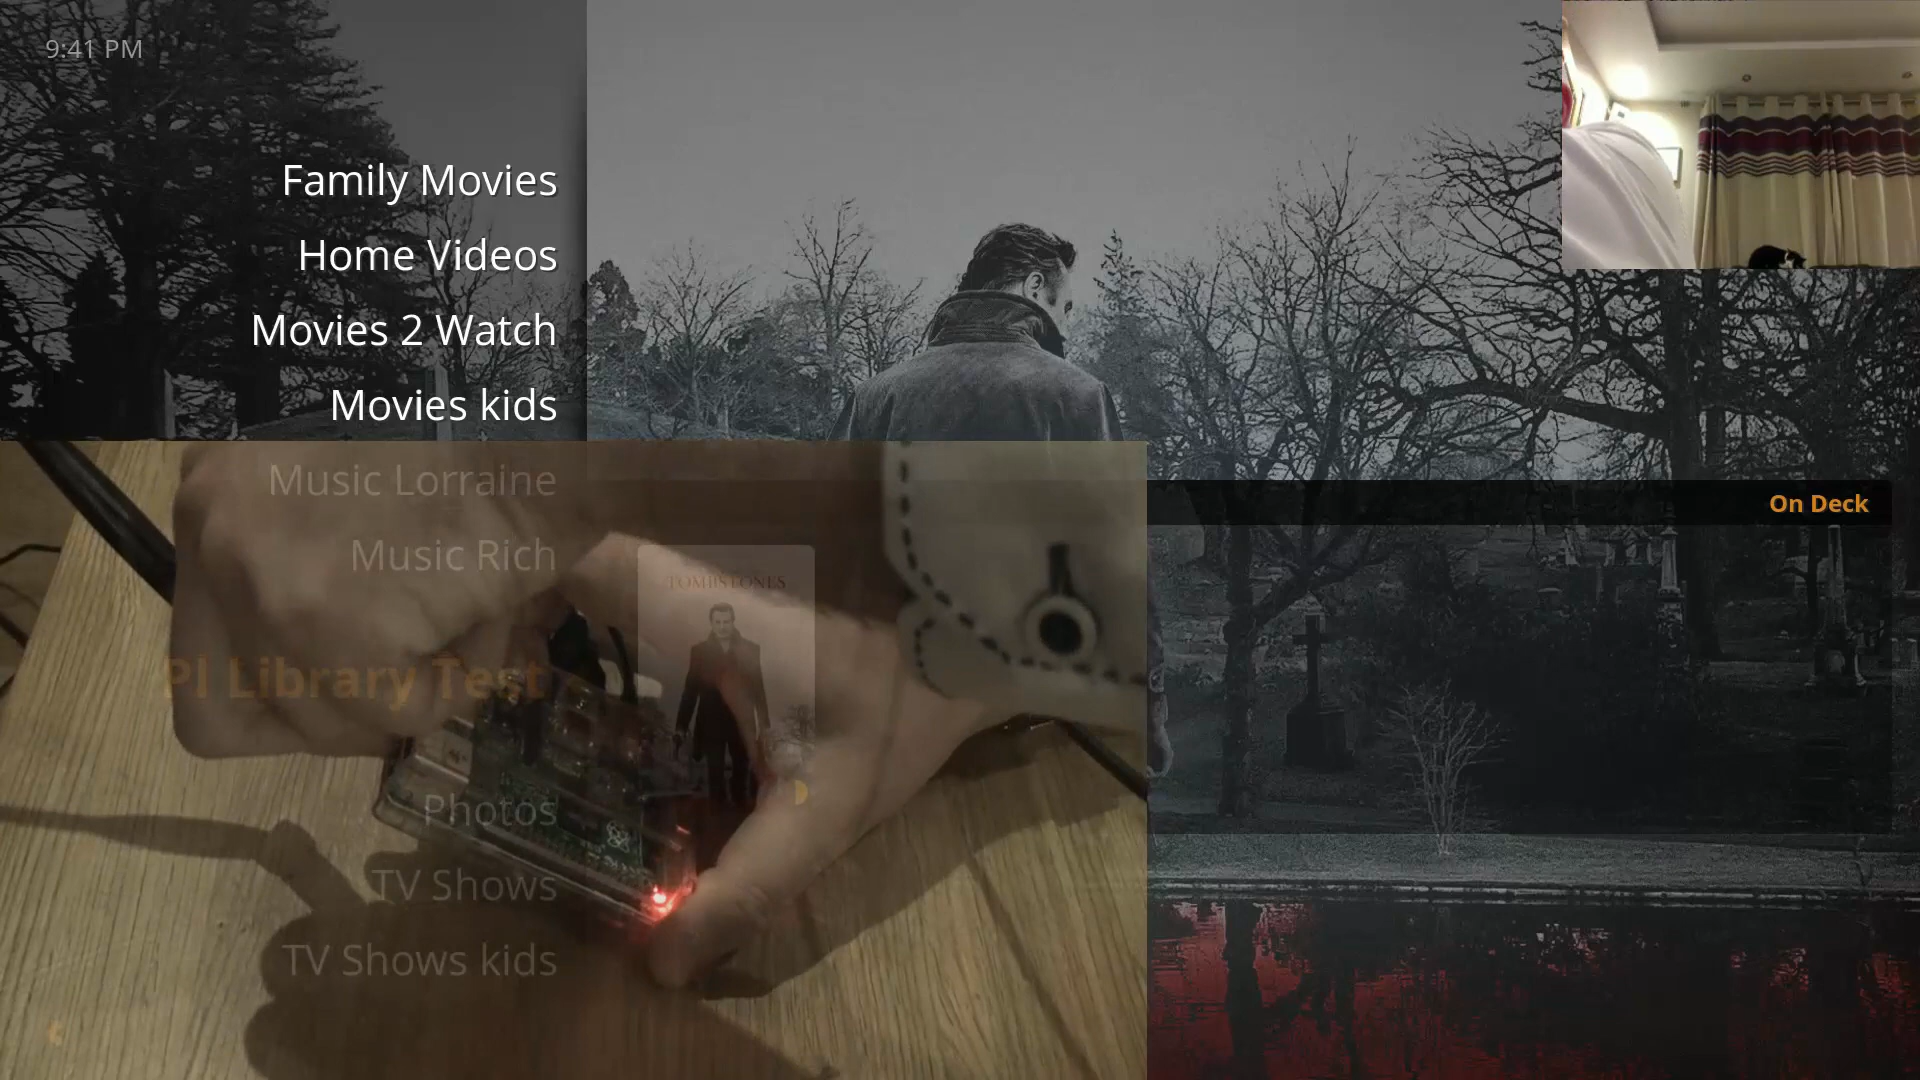 9:41 PM
Family Movies
Home Videos
Movies 2 Watch
Movies kids
Music Lorraine
Music Rich
On Deck
TOMBSTONES
PI Library Test
Photos
TV Shows
TV Shows kids